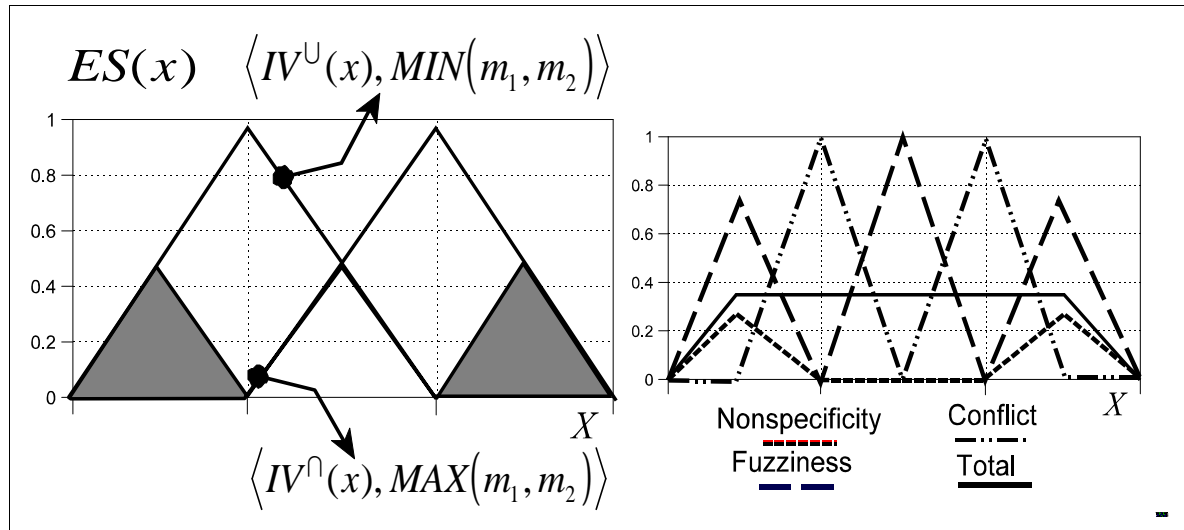 ES(x) ⟨IV^∪(x), MIN(m₁, m₂)⟩
1
0.8
0.6
0.4
0.2
0
X
⟨IV^∩(x), MAX(m₁, m₂)⟩
1
0.8
0.6
0.4
0.2
0
X
Nonspecificity Conflict
Fuzziness Total